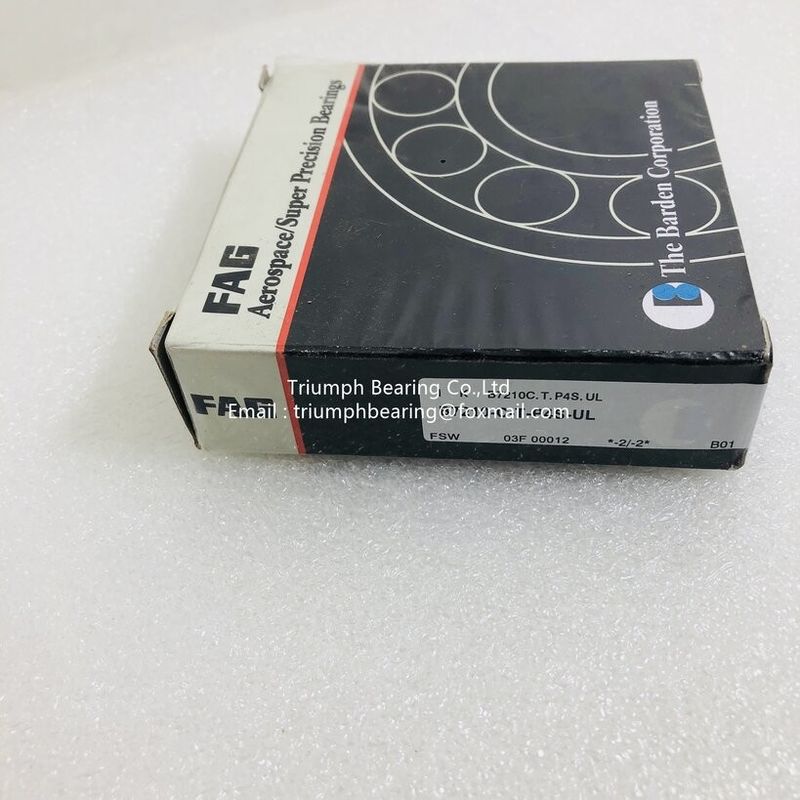 FAG
Aerospace/Super Precision Bearings
The Barden Corporation
B
FAG
B7210C.T.P4S.UL
Triumph Bearing Co.,Ltd
Email : triumphbearing@foxmail.com
FSW 03F 00012 *-2/-2* B01